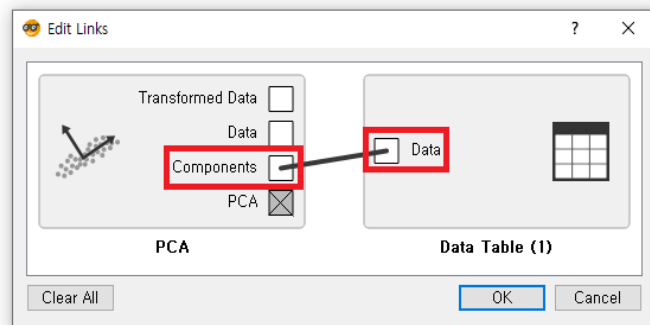 Edit Links
Transformed Data
Data
Components
PCA
Data
PCA
Data Table (1)
Clear All
OK
Cancel